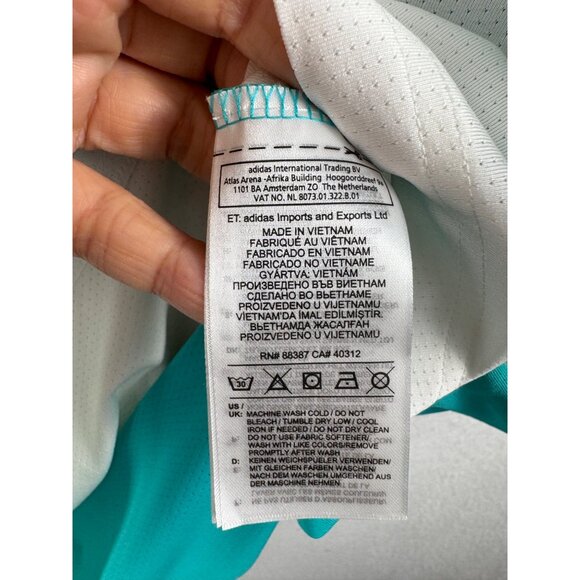 adidas International Trading BV
Atlas Arena -Afrika Building Hoogoorddreef 9a
1101 BA Amsterdam ZO The Netherlands
VAT NO. NL 8073.01.322.B.01
ET: adidas Imports and Exports Ltd
MADE IN VIETNAM
FABRIQUÉ AU VIÊTNAM
FABRICADO EN VIETNAM
FABRICADO NO VIETNAME
GYÁRTVA: VIETNÁM
ПРОИЗВЕДЕНО ВЪВ ВИЕТНАМ
СДЕЛАНО ВО ВЬЕТНАМЕ
PROIZVEDENO U VIJETNAMU
VIETNAM'DA IMAL EDİLMİŞTİR.
ВЬЕТНАМДА ЖАСАЛҒАН
PROIZVEDENO U VIJETNAMU
RN# 88387 CA# 40312
30
US /
UK: MACHINE WASH COLD / DO NOT
BLEACH / TUMBLE DRY LOW / COOL
IRON IF NEEDED / DO NOT DRY CLEAN
DO NOT USE FABRIC SOFTENER/
WASH WITH LIKE COLORS/REMOVE
PROMPTLY AFTER WASH
D: KEINEN WEICHSPUELER VERWENDEN/
MIT GLEICHEN FARBEN WASCHEN/
NACH DEM WASCHEN UMGEHEND AUS
DER MASCHINE NEHMEN